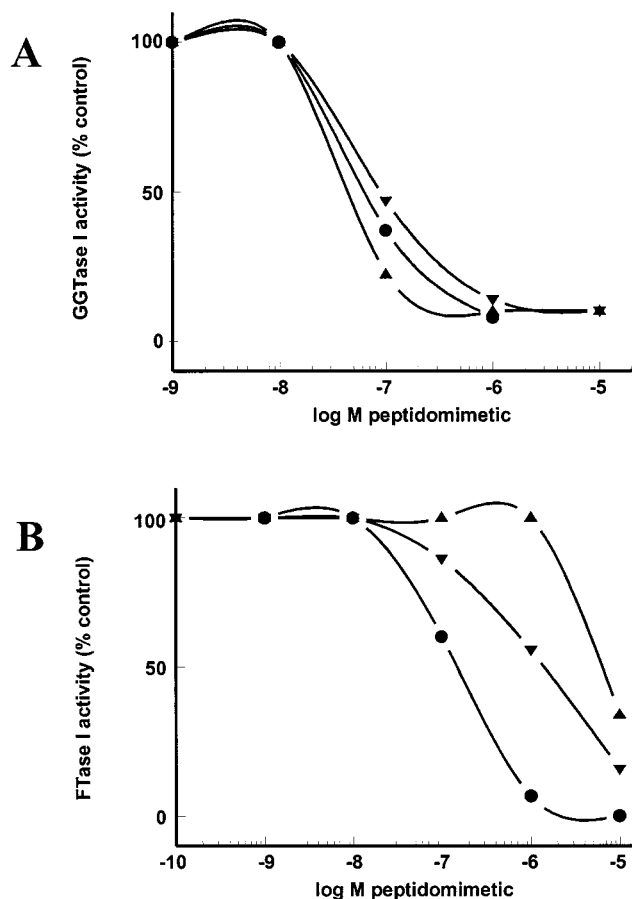 A
GGTase I activity (% control)
100
50
0
-9 -8 -7 -6 -5
log M peptidomimetic
B
FTase I activity (% control)
100
50
0
-10 -9 -8 -7 -6 -5
log M peptidomimetic